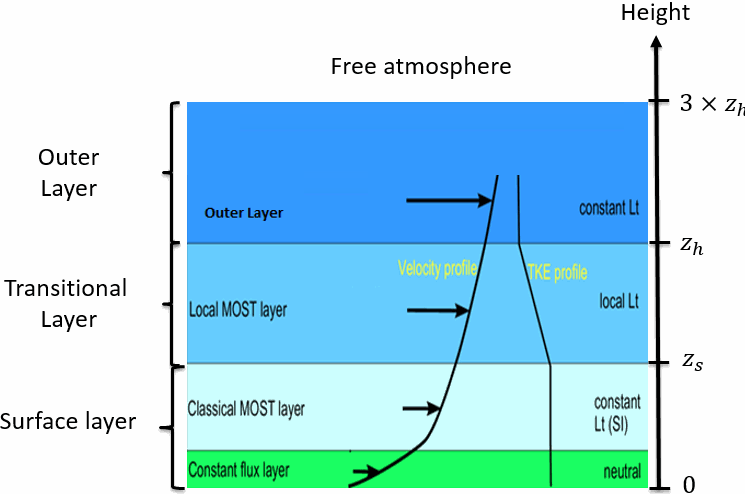 Height
Free atmosphere
3 × z_h
Outer
Layer
Outer Layer
constant Lt
z_h
Velocity profile
TKE profile
Transitional
Layer
Local MOST layer
local Lt
z_s
Surface layer
Classical MOST layer
constant
Lt (SI)
Constant flux layer
neutral
0